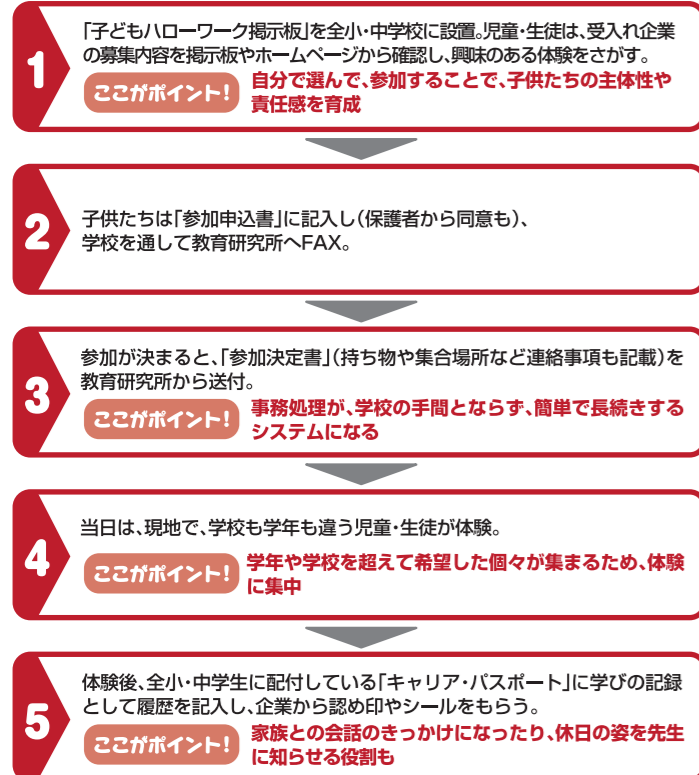 1
「子どもハローワーク掲示板」を全小・中学校に設置。児童・生徒は、受入れ企業
の募集内容を掲示板やホームページから確認し、興味のある体験をさがす。
ここがポイント!
自分で選んで、参加することで、子供たちの主体性や
責任感を育成
2
子供たちは「参加申込書」に記入し(保護者から同意も)、
学校を通して教育研究所へFAX。
3
参加が決まると、「参加決定書」(持ち物や集合場所など連絡事項も記載)を
教育研究所から送付。
ここがポイント!
事務処理が、学校の手間とならず、簡単で長続きする
システムになる
4
当日は、現地で、学校も学年も違う児童・生徒が体験。
ここがポイント!
学年や学校を超えて希望した個々が集まるため、体験
に集中
5
体験後、全小・中学生に配付している「キャリア・パスポート」に学びの記録
として履歴を記入し、企業から認め印やシールをもらう。
ここがポイント!
家族との会話のきっかけになったり、休日の姿を先生
に知らせる役割も